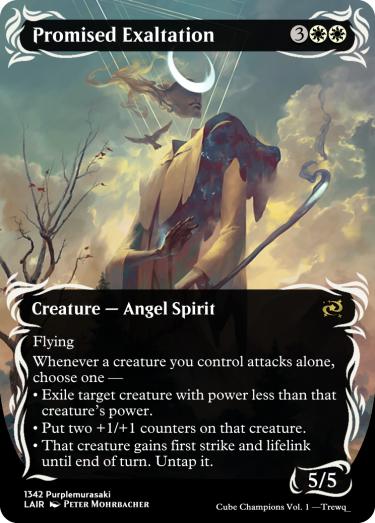 Promised Exaltation 3
Creature — Angel Spirit
Flying
Whenever a creature you control attacks alone,
choose one —
• Exile target creature with power less than that
creature's power.
• Put two +1/+1 counters on that creature.
• That creature gains first strike and lifelink
until end of turn. Untap it.
5/5
1342 Purplemurasaki
LAIR Peter Mohrbacher
Cube Champions Vol. 1 —Trewq_